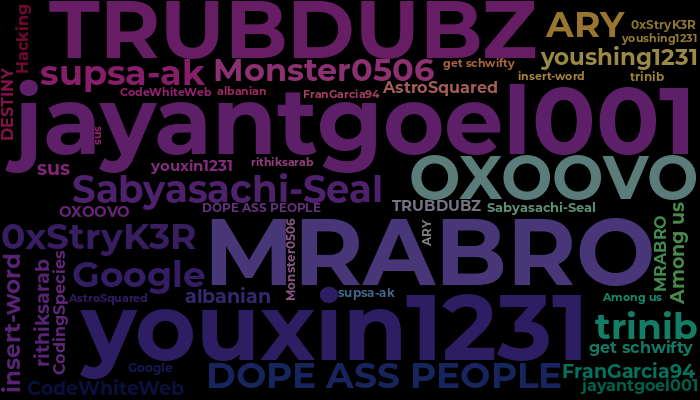 Hacking
TRUBDUBZ
ARY
0xStryK3R
youshing1231
youshing1231
get schwifty
supsa-ak
Monster0506
insert-word
trinib
DESTINY
CodeWhiteWeb
albanian
FranGarcia94
AstroSquared
jayantgoel001
sus
sus
youxin1231
rithiksarab
OXOOVO
Sabyasachi-Seal
OXOOVO
DOPE ASS PEOPLE
TRUBDUBZ
Sabyasachi-Seal
0xStryK3R
MRABRO
Monster0506
ARY
MRABRO
Among us
insert-word
rithiksarab
CodingSpecies
Google
AstroSquared
albanian
supsa-ak
Among us
youxin1231
trinib
get schwifty
Google
DOPE ASS PEOPLE
FranGarcia94
CodeWhiteWeb
jayantgoel001